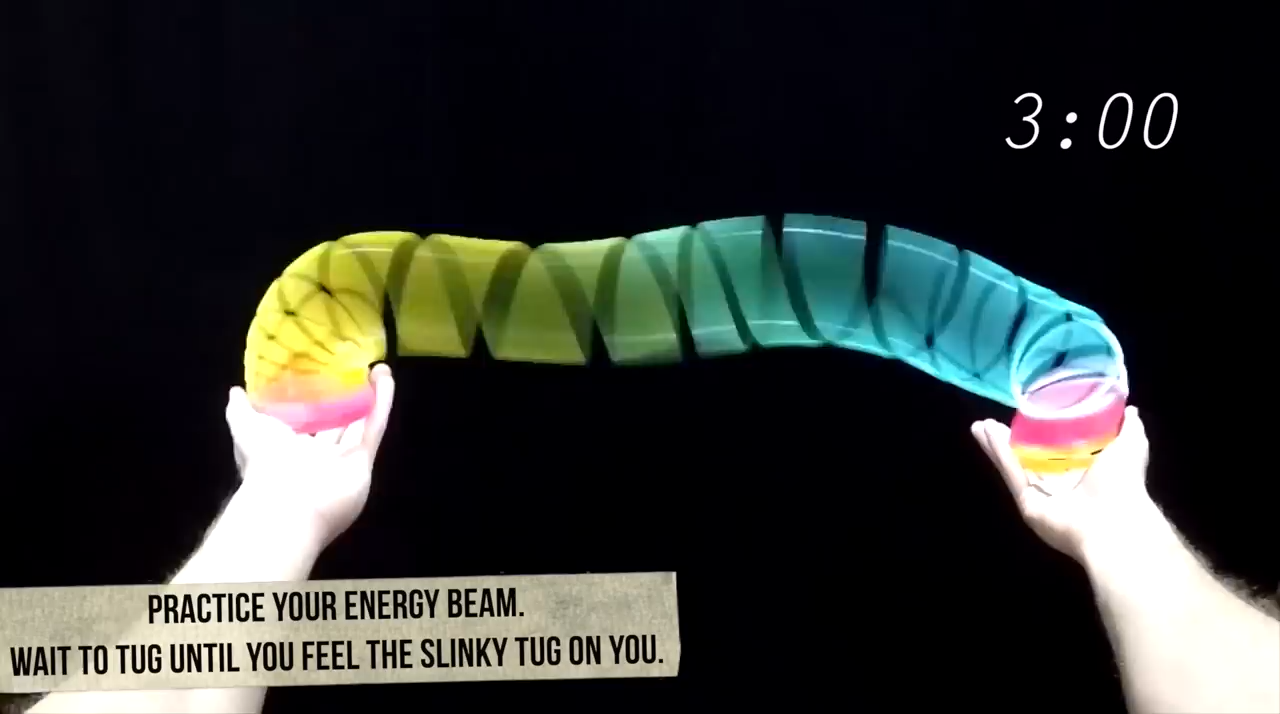 3:00
PRACTICE YOUR ENERGY BEAM.
WAIT TO TUG UNTIL YOU FEEL THE SLINKY TUG ON YOU.